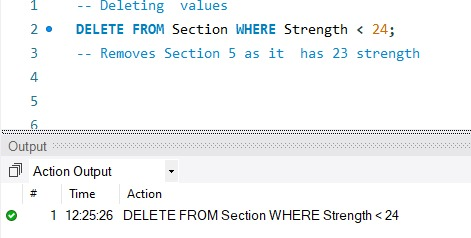 1 -- Deleting  values
2 DELETE FROM Section WHERE Strength < 24;
3 -- Removes Section 5 as it  has 23 strength
4
5
6
Output
Action Output
# Time Action
1 12:25:26 DELETE FROM Section WHERE Strength < 24